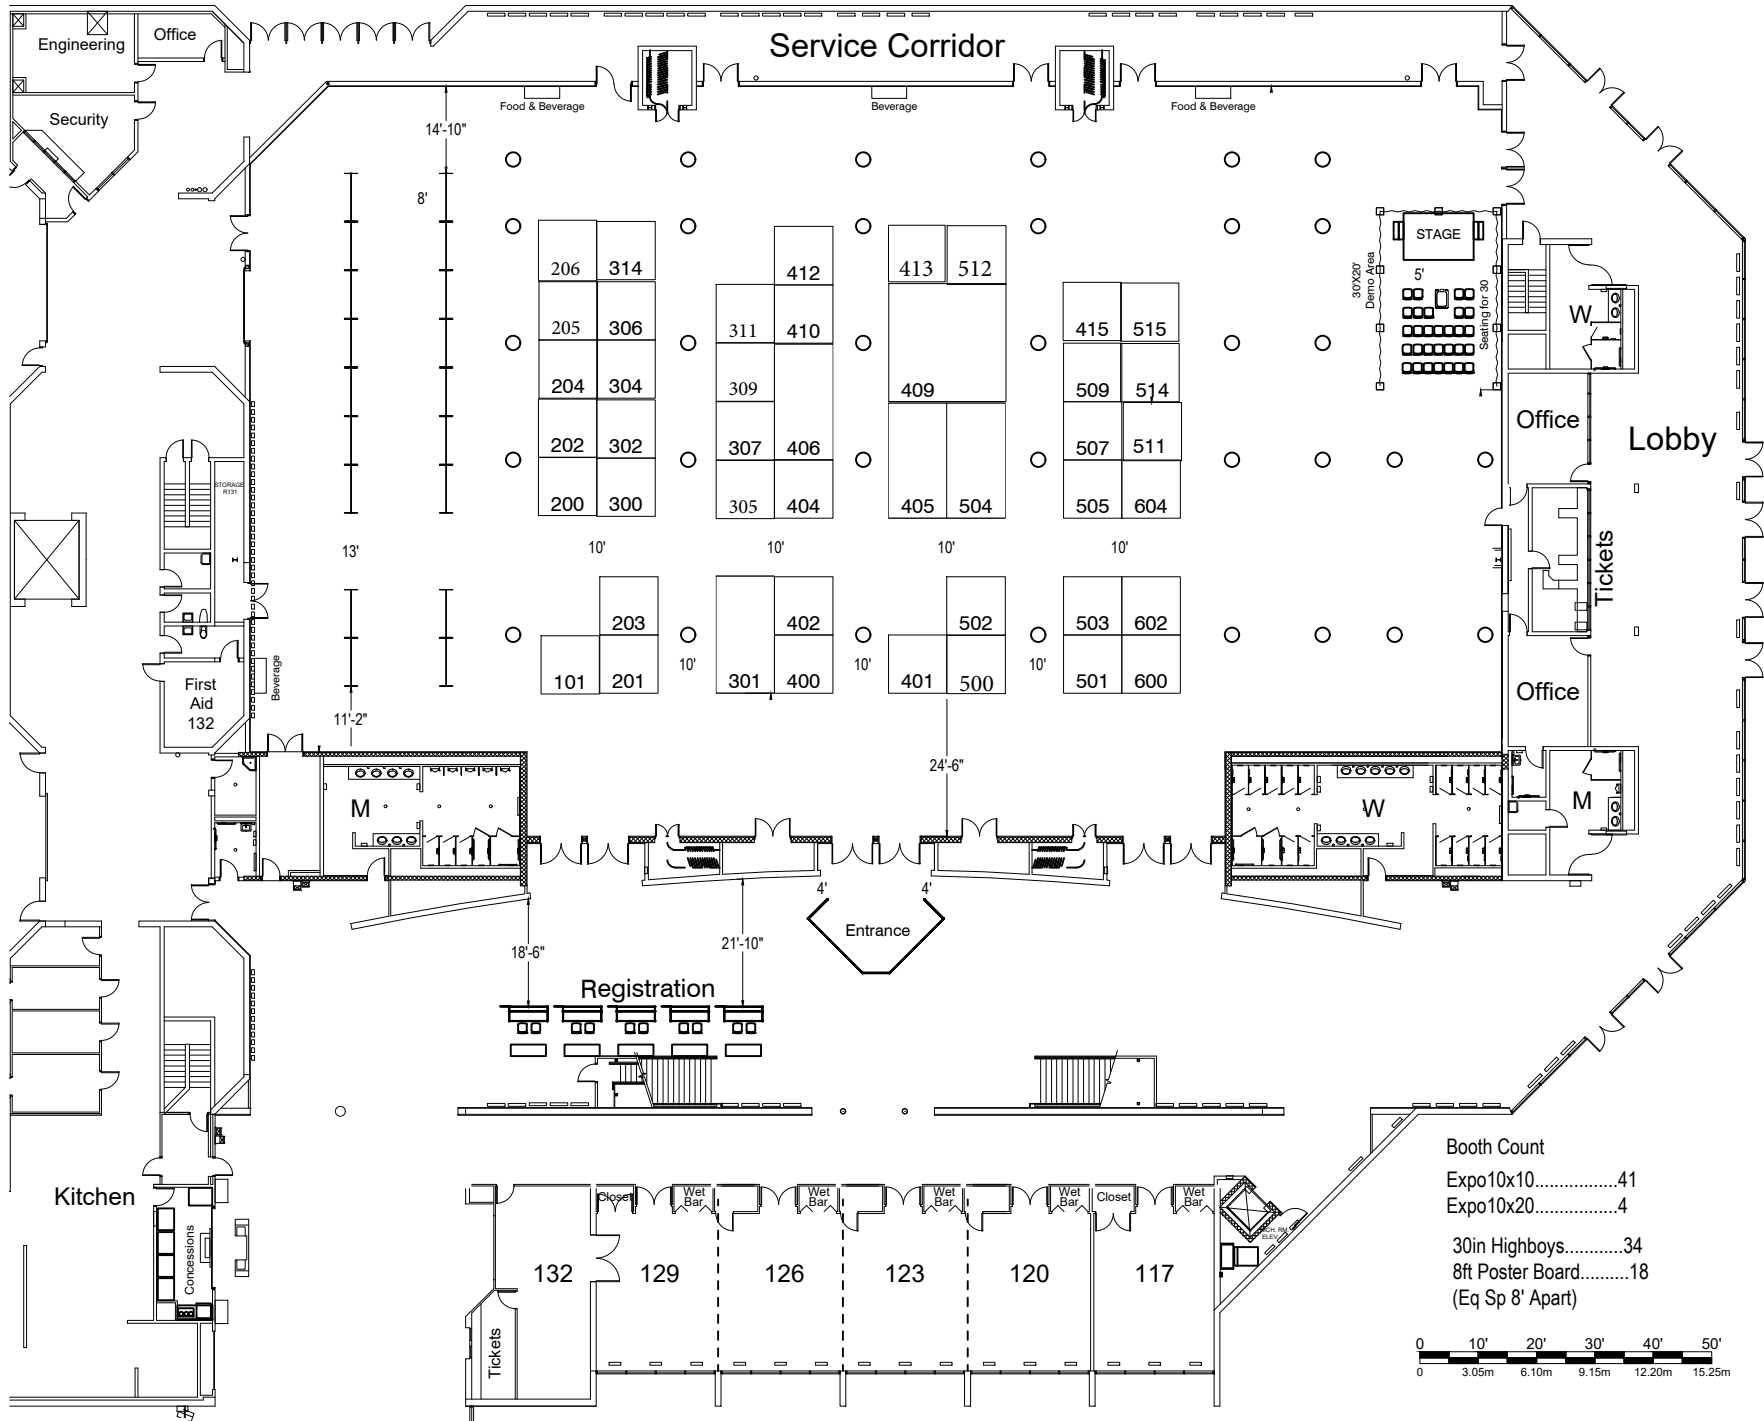 Engineering
Office
Service Corridor
Security
Food & Beverage
Beverage
Food & Beverage
14'-10"
8'
STAGE
5'
30'X20'
Demo Area
Seating for 30
206
314
412
413
512
205
306
311
410
415
515
204
304
309
409
509
514
202
302
307
406
507
511
200
300
305
404
405
504
505
604
W
Office
Lobby
Tickets
STORAGE
R131
13'
10'
10'
10'
10'
203
402
502
503
602
101
201
10'
301
400
10'
401
500
10'
501
600
First
Aid
132
Beverage
11'-2"
Office
24'-6"
M
W
M
4'
4'
Entrance
18'-6"
21'-10"
Registration
Kitchen
Concessions
Closet
Wet
Bar
Wet
Bar
Wet
Bar
Wet
Bar
Closet
Wet
Bar
132
129
126
123
120
117
Tickets
Booth Count
Expo10x10.................41
Expo10x20.................4
30in Highboys............34
8ft Poster Board..........18
(Eq Sp 8' Apart)
0 10' 20' 30' 40' 50'
0 3.05m 6.10m 9.15m 12.20m 15.25m